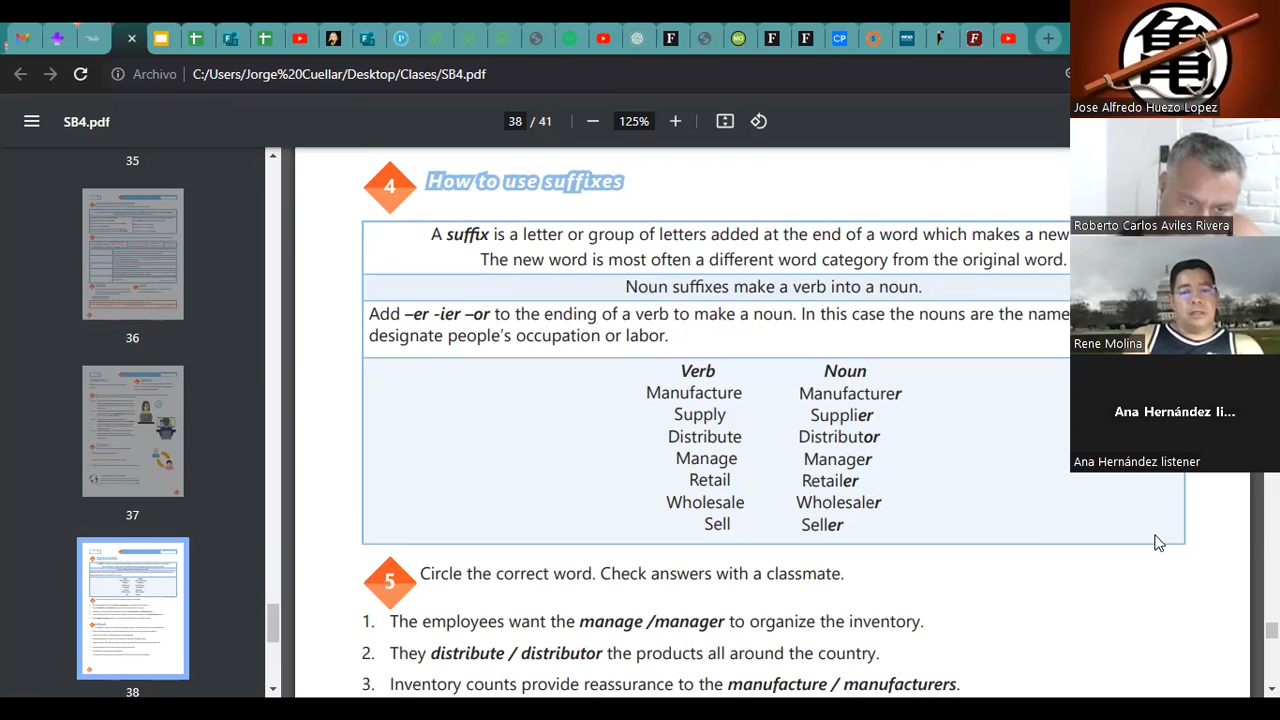 Archivo
C:/Users/Jorge%20Cuellar/Desktop/Clases/SB4.pdf
SB4.pdf
38 / 41
125%
35
36
37
38
4
How to use suffixes
A suffix is a letter or group of letters added at the end of a word which makes a new
The new word is most often a different word category from the original word.
Noun suffixes make a verb into a noun.
Add –er -ier –or to the ending of a verb to make a noun. In this case the nouns are the name
designate people's occupation or labor.
Verb Noun
Manufacture Manufacturer
Supply Supplier
Distribute Distributor
Manage Manager
Retail Retailer
Wholesale Wholesaler
Sell Seller
5
Circle the correct word. Check answers with a classmate.
1. The employees want the manage /manager to organize the inventory.
2. They distribute / distributor the products all around the country.
3. Inventory counts provide reassurance to the manufacture / manufacturers.
亀
Jose Alfredo Huezo Lopez
Roberto Carlos Aviles Rivera
Rene Molina
Ana Hernández li...
Ana Hernández listener